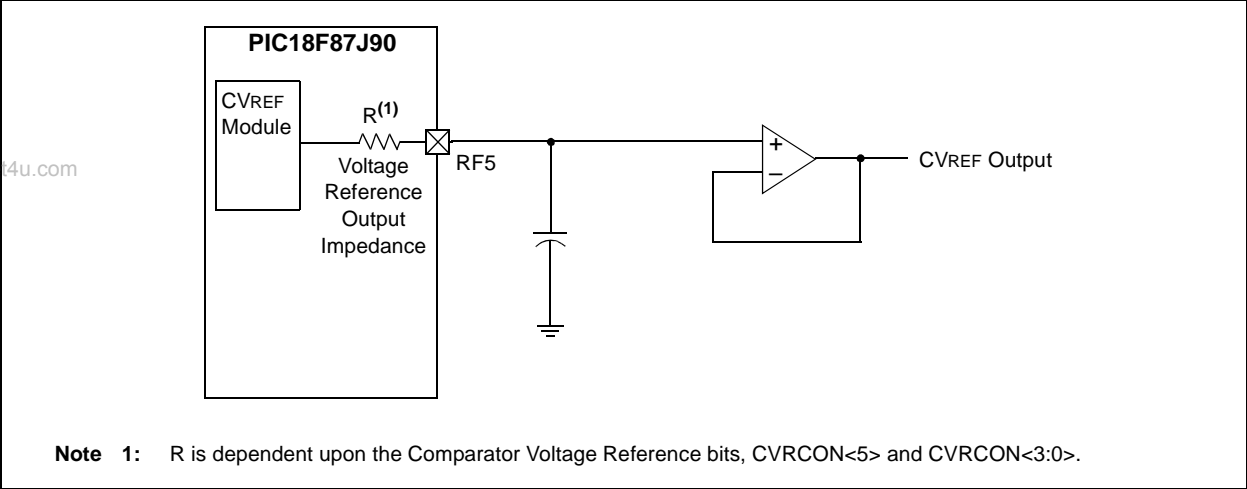 PIC18F87J90
CVREF
Module
R(1)
Voltage
Reference
Output
Impedance
RF5
+
–
CVREF Output
t4u.com
Note 1: R is dependent upon the Comparator Voltage Reference bits, CVRCON<5> and CVRCON<3:0>.